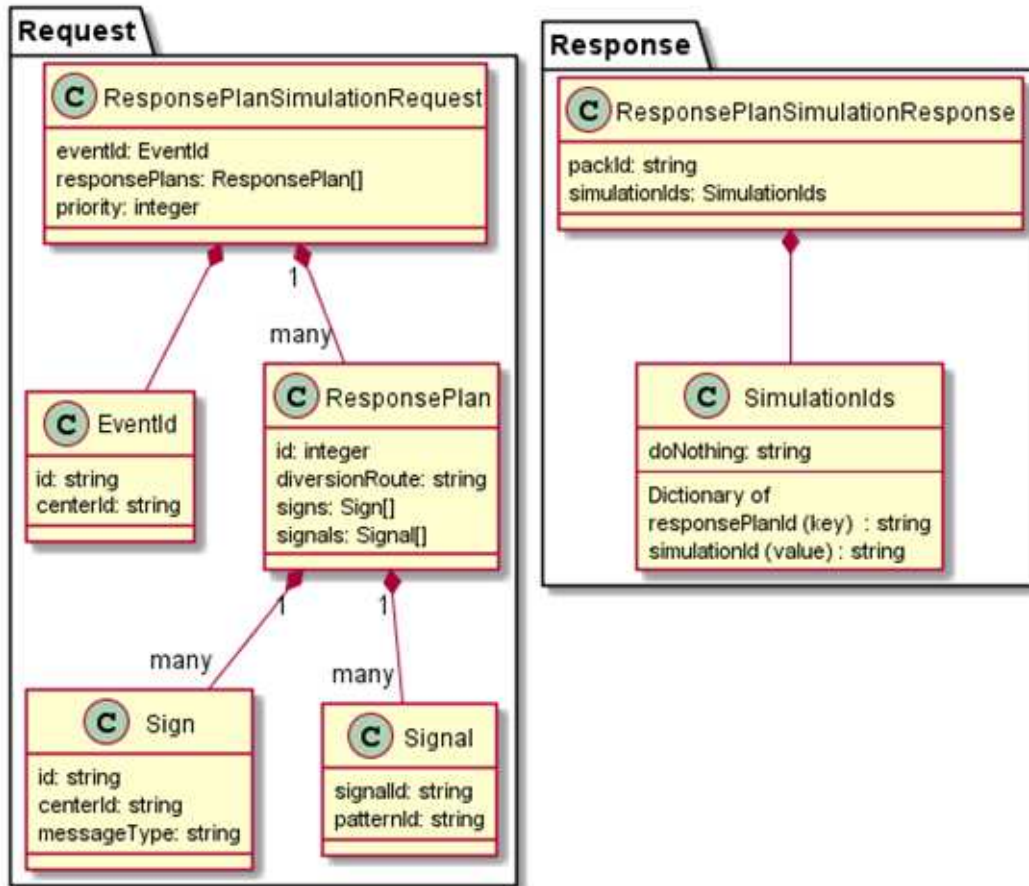 Request
C ResponsePlanSimulationRequest
eventId: EventId
responsePlans: ResponsePlan[]
priority: integer
1
many
C EventId
id: string
centerId: string
C ResponsePlan
id: integer
diversionRoute: string
signs: Sign[]
signals: Signal[]
1
1
many
many
C Sign
id: string
centerId: string
messageType: string
C Signal
signalId: string
patternId: string
Response
C ResponsePlanSimulationResponse
packId: string
simulationIds: SimulationIds
C SimulationIds
doNothing: string
Dictionary of
responsePlanId (key) : string
simulationId (value) : string